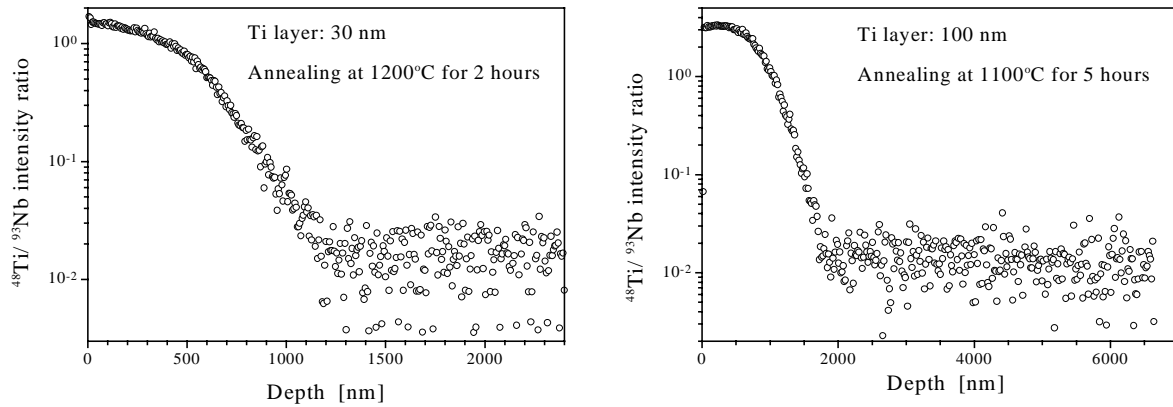 ⁴⁸Ti/ ⁹³Nb intensity ratio
10⁰
10⁻¹
10⁻²
Ti layer: 30 nm
Annealing at 1200°C for 2 hours
0 500 1000 1500 2000
Depth [nm]
⁴⁸Ti/ ⁹³Nb intensity ratio
10⁰
10⁻¹
10⁻²
Ti layer: 100 nm
Annealing at 1100°C for 5 hours
0 2000 4000 6000
Depth [nm]